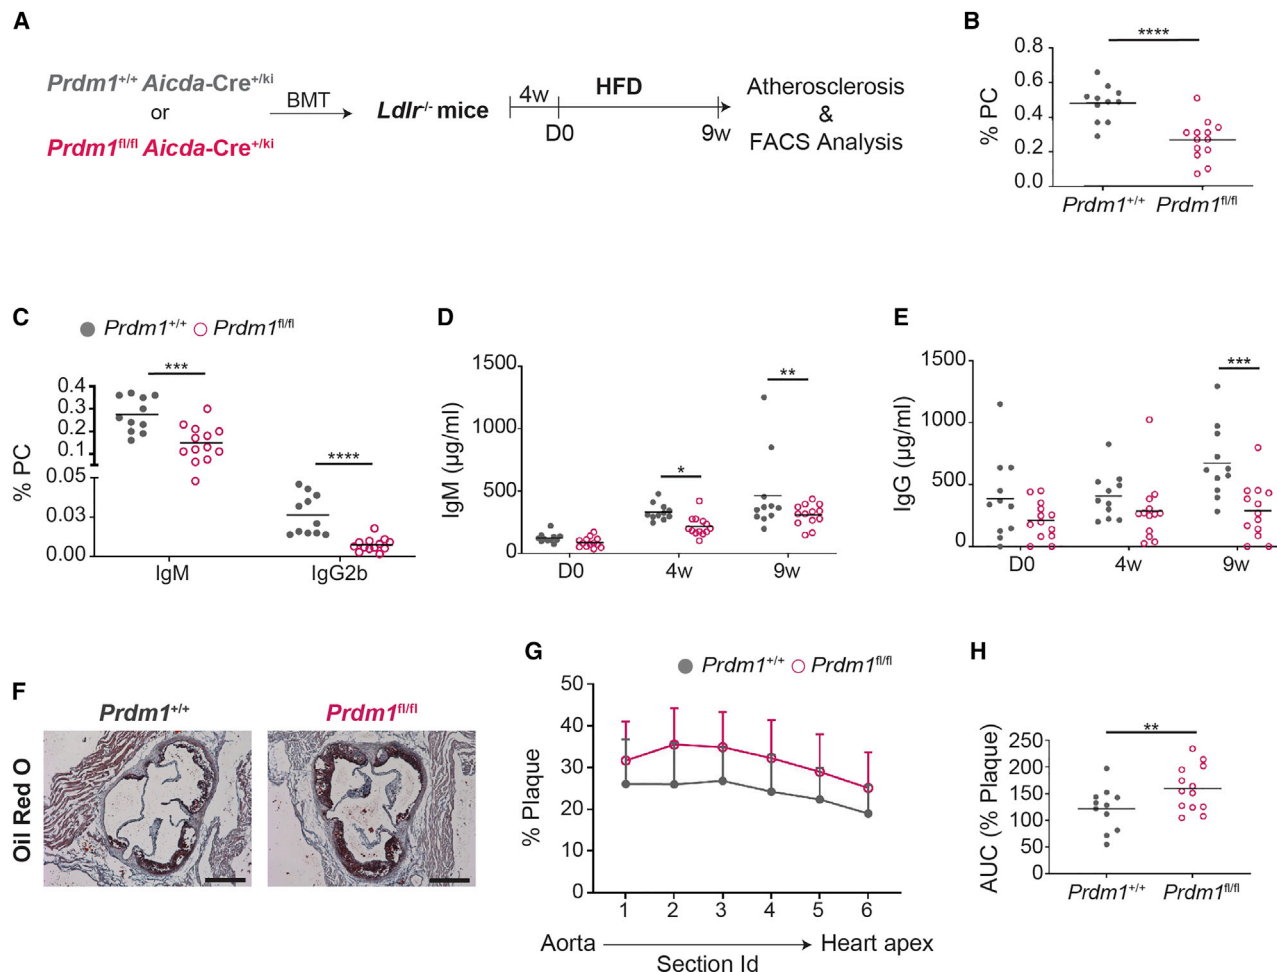 A
Prdm1+/+ Aicda-Cre+/ki
or
Prdm1fl/fl Aicda-Cre+/ki
BMT
Ldlr-/- mice
4w
HFD
D0
9w
Atherosclerosis
&
FACS Analysis
B
****
% PC
0.8
0.6
0.4
0.2
0.0
Prdm1+/+
Prdm1fl/fl
C
Prdm1+/+
Prdm1fl/fl
% PC
0.4
0.3
0.2
0.1
0.05
0.03
0.00
***
****
IgM
IgG2b
D
IgM (µg/ml)
1500
1000
500
0
*
**
D0
4w
9w
E
IgG (µg/ml)
1500
1000
500
0
***
D0
4w
9w
F
Prdm1+/+
Prdm1fl/fl
Oil Red O
G
Prdm1+/+
Prdm1fl/fl
% Plaque
50
40
30
20
10
0
1 2 3 4 5 6
Aorta
Heart apex
Section Id
H
**
AUC (% Plaque)
250
200
150
100
50
0
Prdm1+/+
Prdm1fl/fl